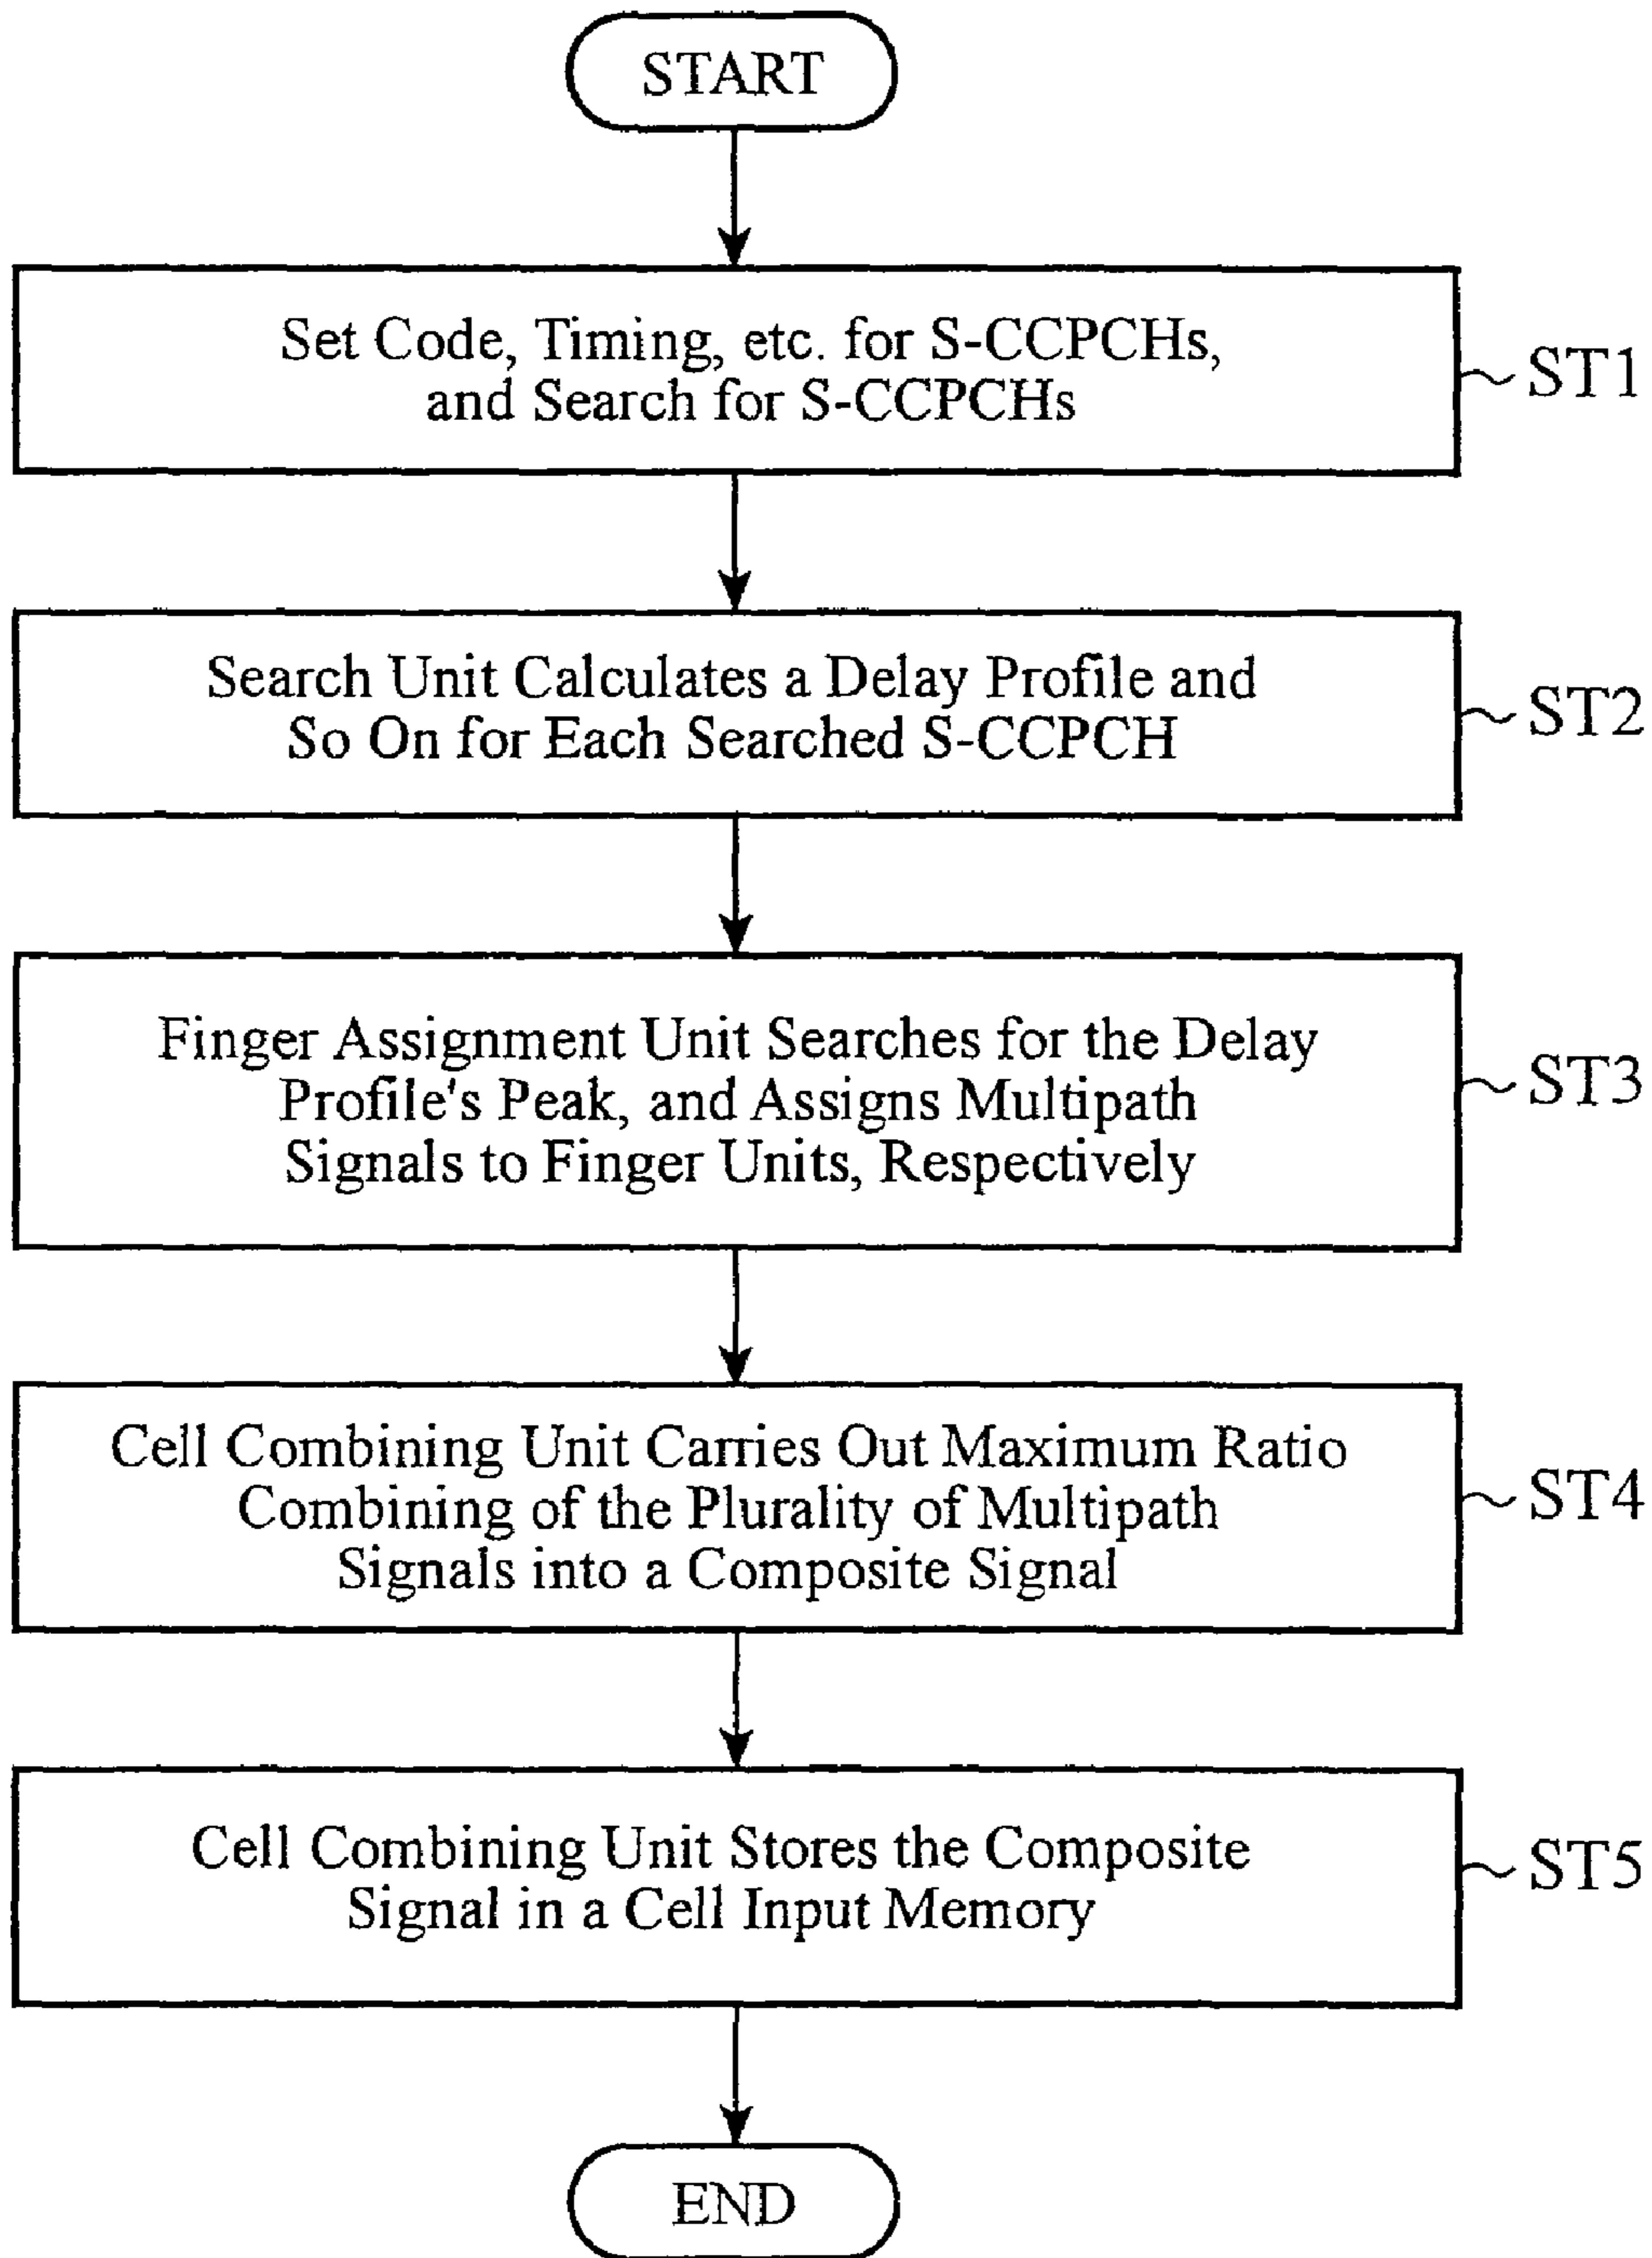 START
Set Code, Timing, etc. for S-CCPCHs,
and Search for S-CCPCHs
ST1
Search Unit Calculates a Delay Profile and
So On for Each Searched S-CCPCH
ST2
Finger Assignment Unit Searches for the Delay
Profile's Peak, and Assigns Multipath
Signals to Finger Units, Respectively
ST3
Cell Combining Unit Carries Out Maximum Ratio
Combining of the Plurality of Multipath
Signals into a Composite Signal
ST4
Cell Combining Unit Stores the Composite
Signal in a Cell Input Memory
ST5
END